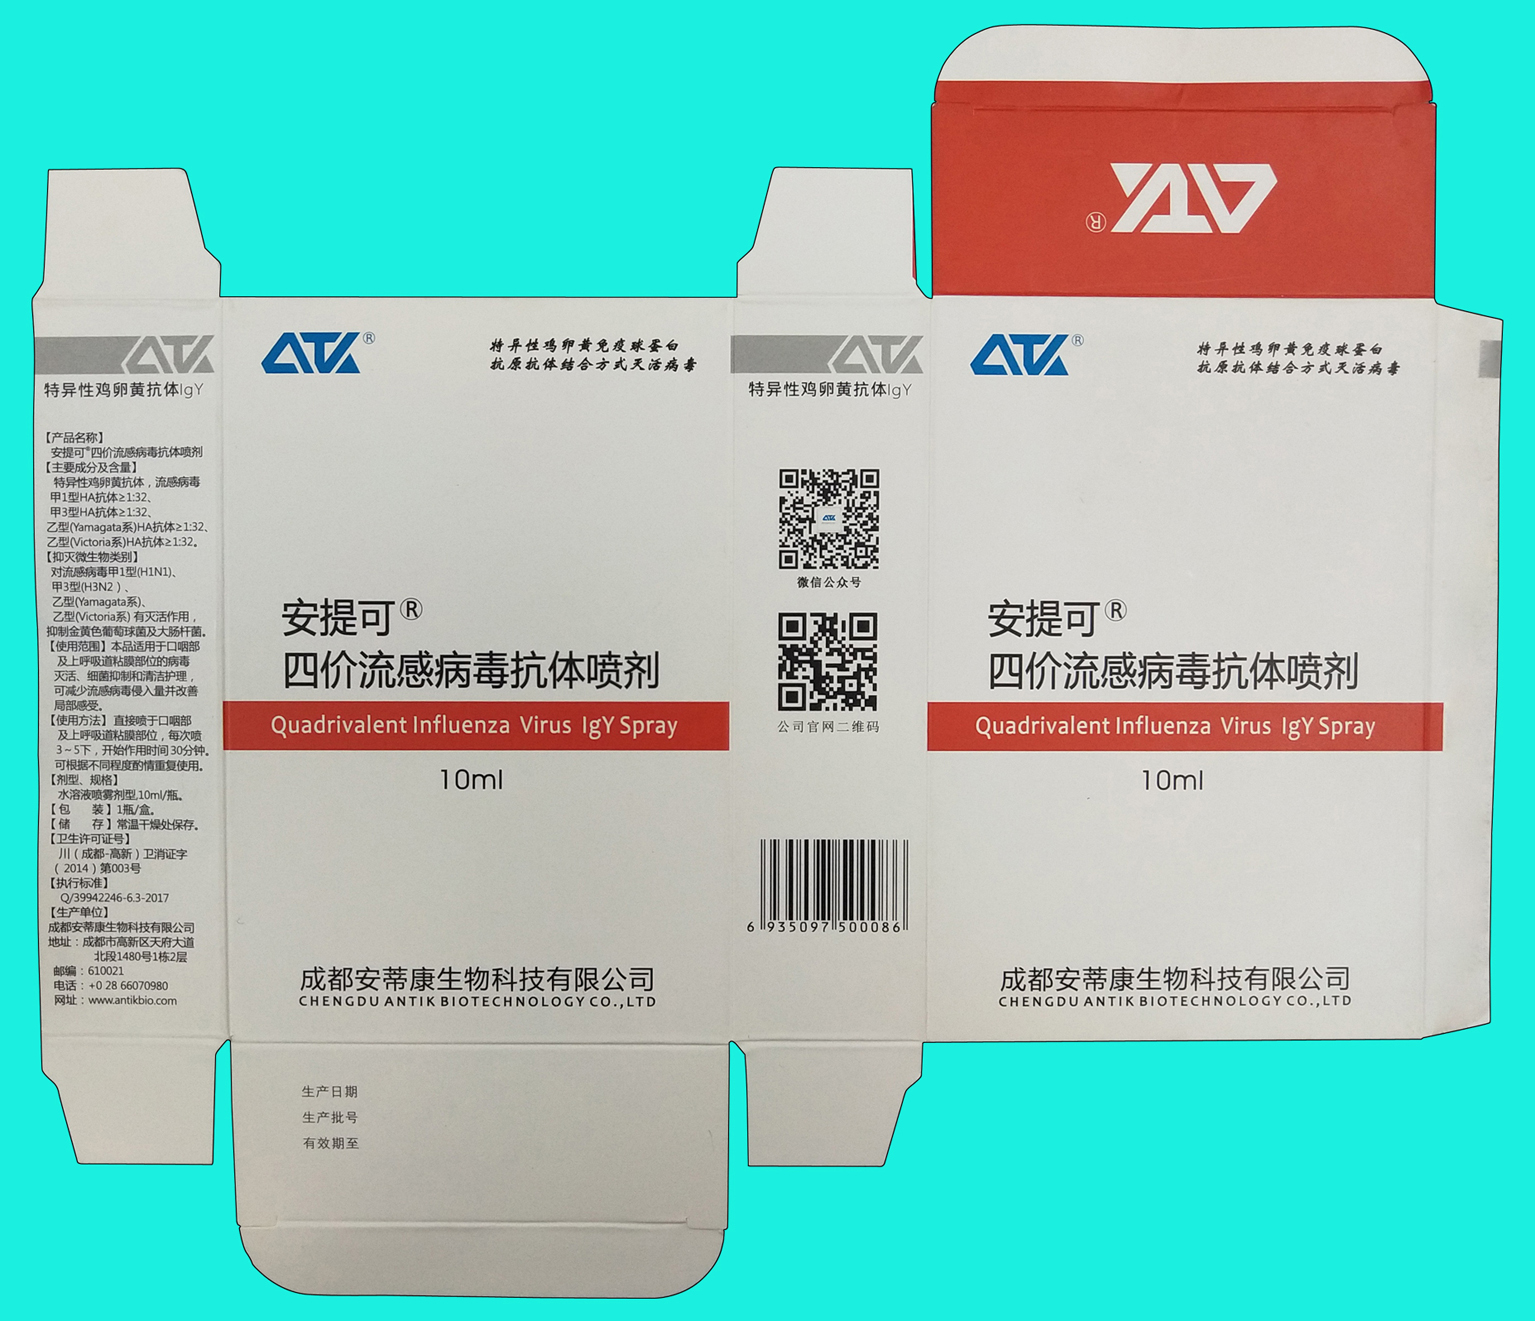 ATK®
ATK
特异性鸡卵黄抗体IgY
【产品名称】
安提可®四价流感病毒抗体喷剂
【主要成分及含量】
特异性鸡卵黄抗体，流感病毒
甲1型HA抗体≥1:32、
甲3型HA抗体≥1:32、
乙型(Yamagata系)HA抗体≥1:32、
乙型(Victoria系)HA抗体≥1:32。
【抑灭微生物类别】
对流感病毒甲1型(H1N1)、
甲3型(H3N2)、
乙型(Yamagata系)、
乙型(Victoria系) 有灭活作用，
抑制金黄色葡萄球菌及大肠杆菌。
【使用范围】本品适用于口咽部
及上呼吸道粘膜部位的病毒
灭活、细菌抑制和清洁护理，
可减少流感病毒侵入量并改善
局部感受。
【使用方法】直接喷于口咽部
及上呼吸道粘膜部位，每次喷
3～5下，开始作用时间30分钟。
可根据不同程度酌情重复使用。
【剂型、规格】
水溶液喷雾剂型,10ml/瓶。
【包　装】1瓶/盒。
【储　存】常温干燥处保存。
【卫生许可证号】
川（成都-高新）卫消证字
（2014）第003号
【执行标准】
Q/39942246-6.3-2017
【生产单位】
成都安蒂康生物科技有限公司
地址：成都市高新区天府大道
北段1480号1栋2层
邮编：610021
电话：+0 28 66070980
网址：www.antikbio.com
ATK®
特异性鸡卵黄免疫球蛋白
抗原抗体结合方式灭活病毒
安提可®
四价流感病毒抗体喷剂
Quadrivalent Influenza Virus IgY Spray
10ml
成都安蒂康生物科技有限公司
CHENGDU ANTIK BIOTECHNOLOGY CO.,LTD
生产日期
生产批号
有效期至
ATK
特异性鸡卵黄抗体IgY
ATK
微信公众号
公司官网二维码
6 935097 500086
ATK®
特异性鸡卵黄免疫球蛋白
抗原抗体结合方式灭活病毒
安提可®
四价流感病毒抗体喷剂
Quadrivalent Influenza Virus IgY Spray
10ml
成都安蒂康生物科技有限公司
CHENGDU ANTIK BIOTECHNOLOGY CO.,LTD